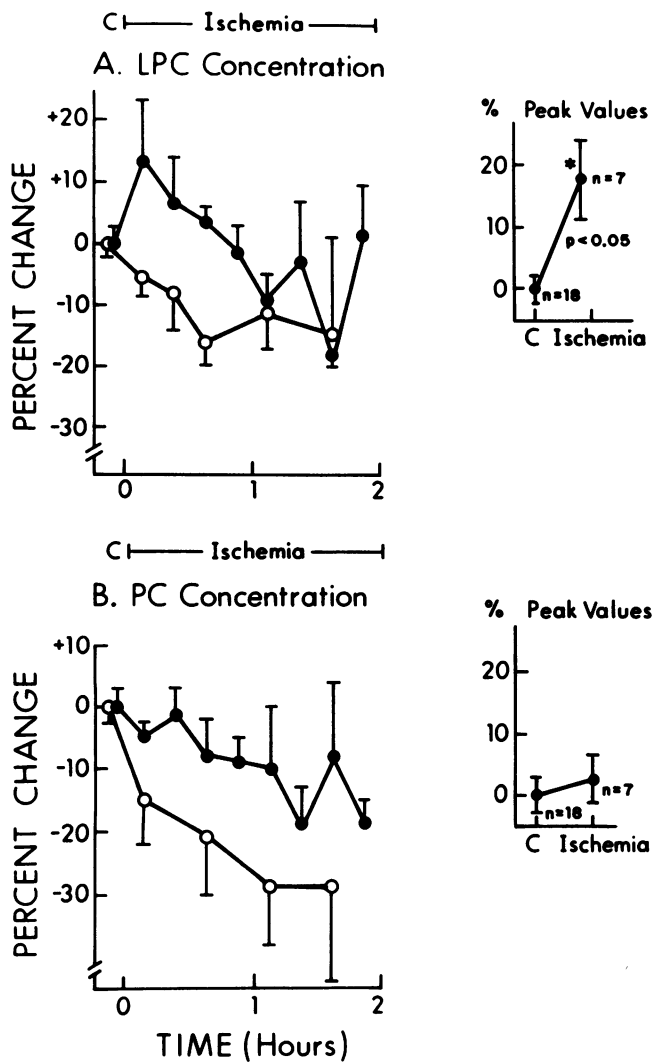 C Ischemia
A. LPC Concentration
+20
+10
0
-10
-20
-30
PERCENT CHANGE
0 1 2
% Peak Values
20
10
0
* n=7
p<0.05
n=18
C Ischemia
C Ischemia
B. PC Concentration
+10
0
-10
-20
-30
PERCENT CHANGE
0 1 2
TIME (Hours)
% Peak Values
20
10
0
n=7
n=18
C Ischemia